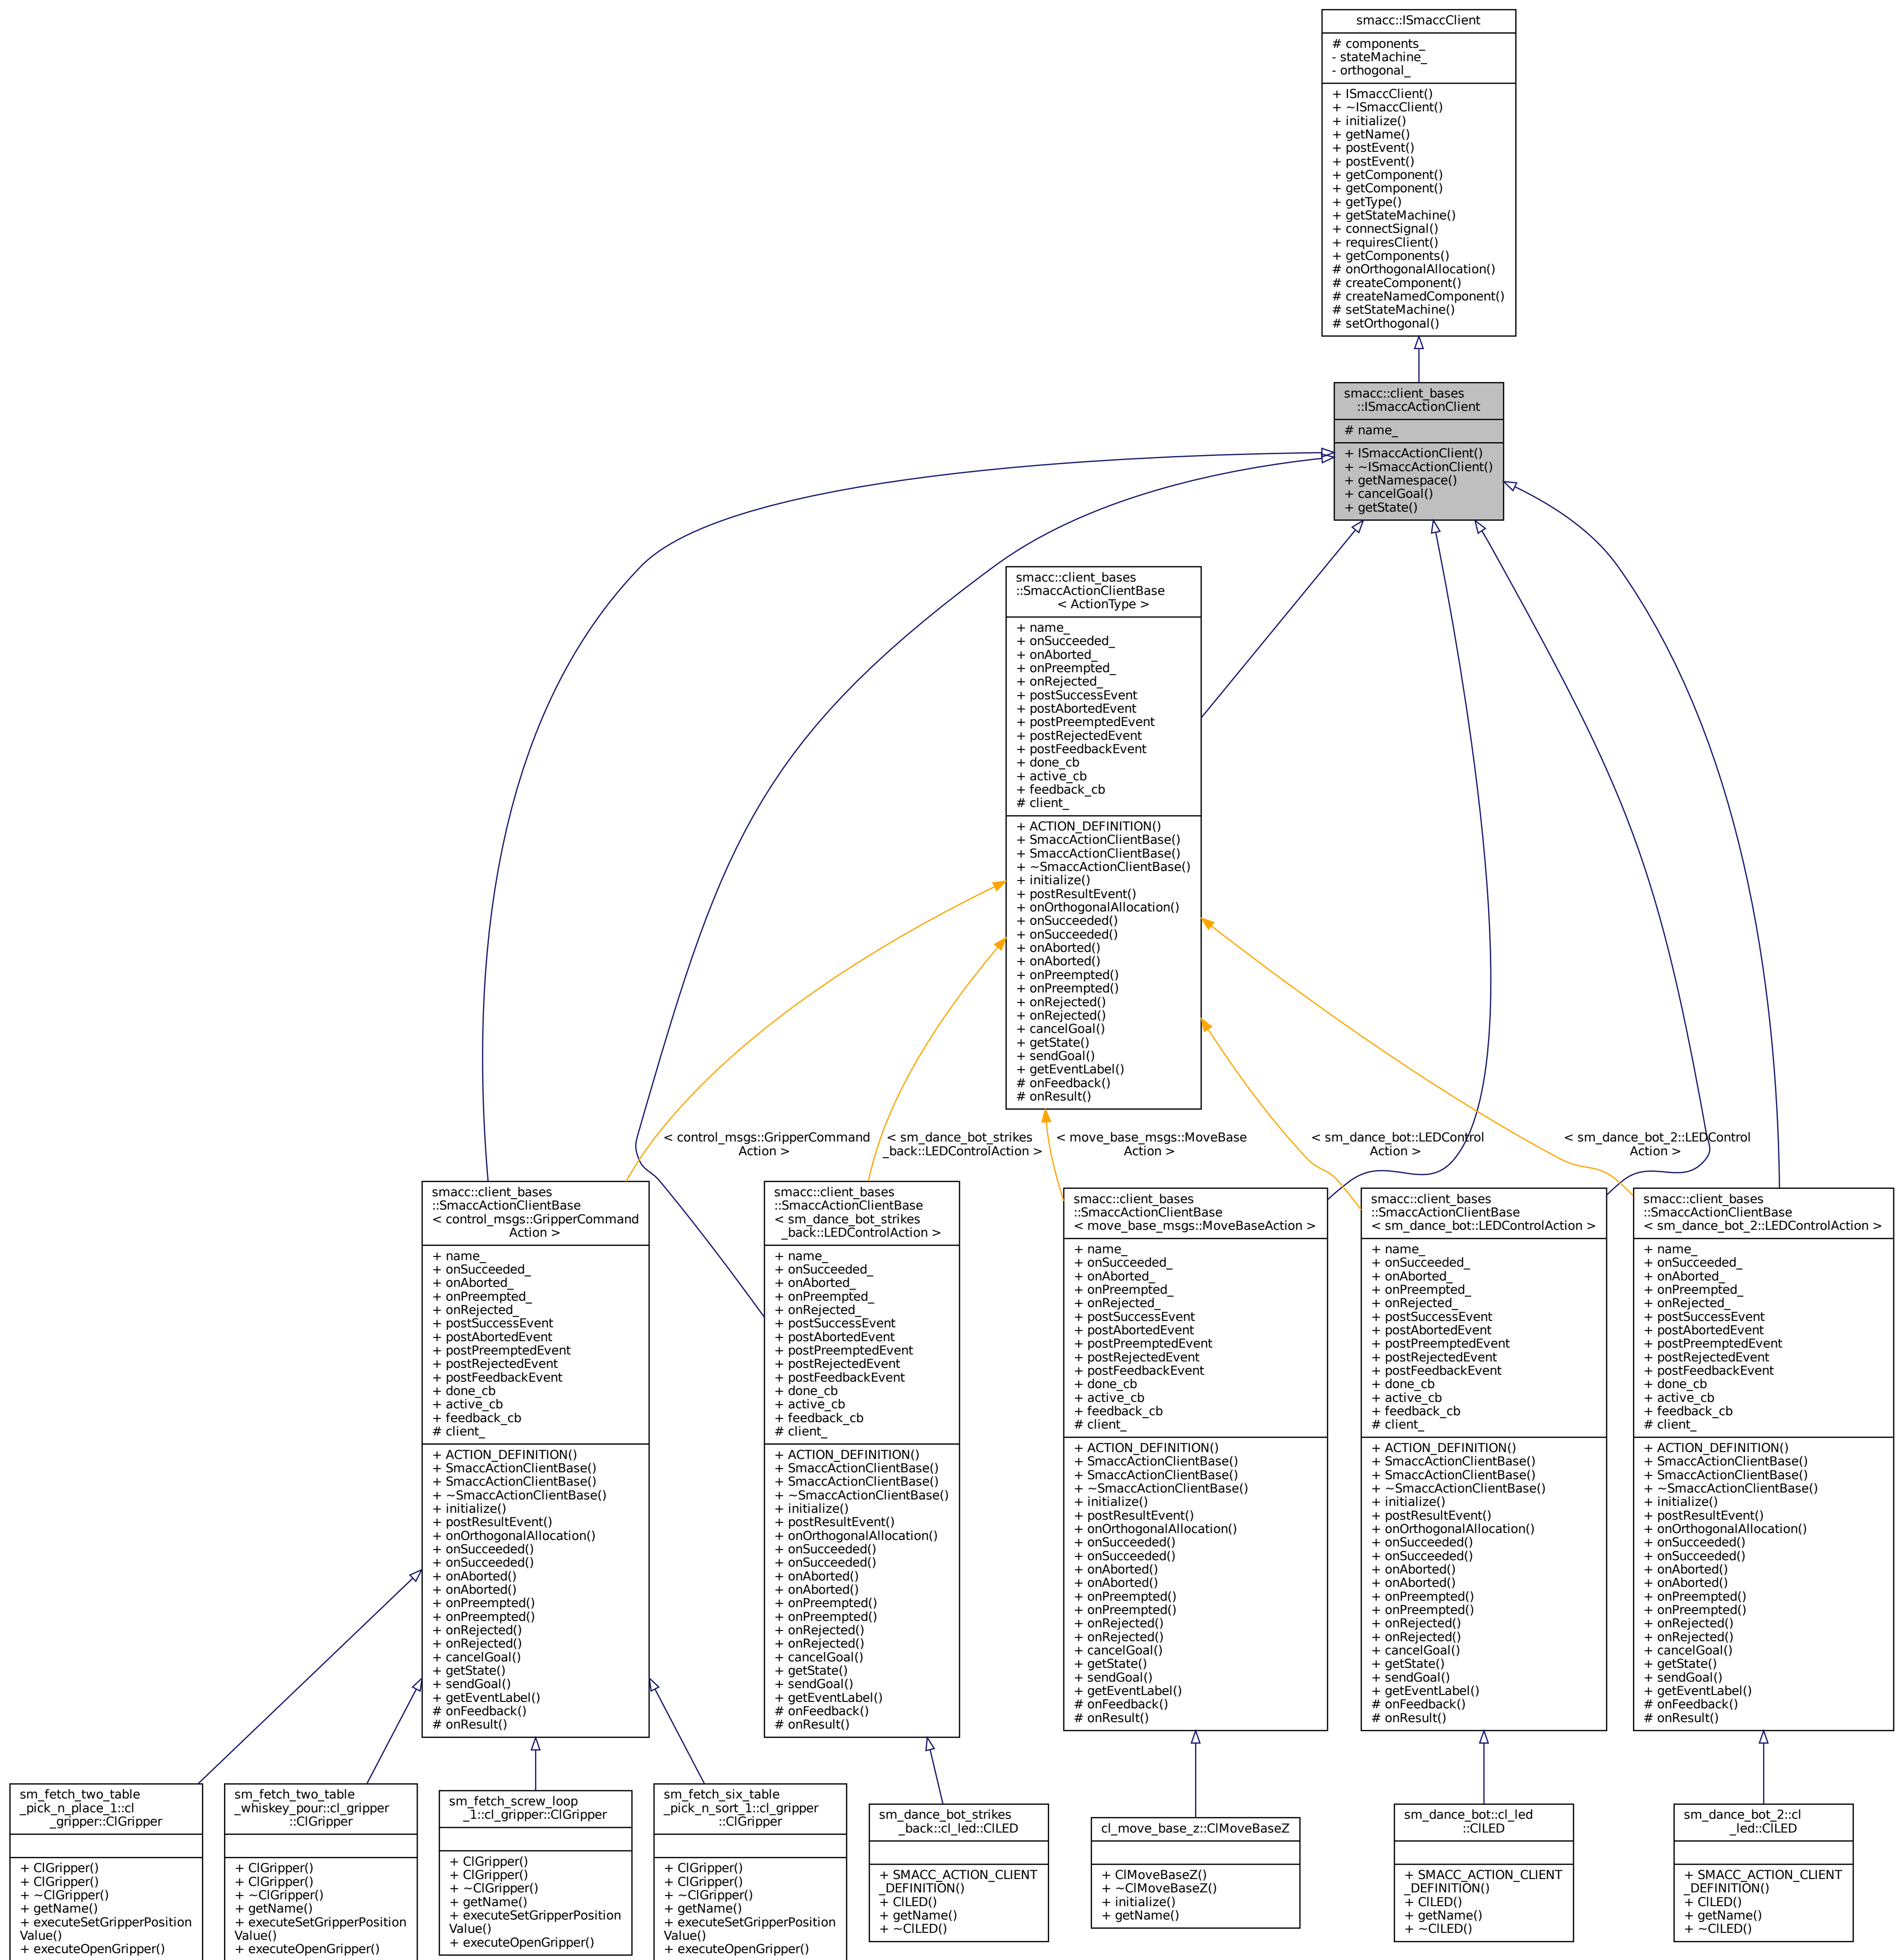 smacc::ISmaccClient
# components_
- stateMachine_
- orthogonal_
+ ISmaccClient()
+ ~ISmaccClient()
+ initialize()
+ getName()
+ postEvent()
+ postEvent()
+ getComponent()
+ getComponent()
+ getType()
+ getStateMachine()
+ connectSignal()
+ requiresClient()
+ getComponents()
# onOrthogonalAllocation()
# createComponent()
# createNamedComponent()
# setStateMachine()
# setOrthogonal()
smacc::client_bases
::ISmaccActionClient
# name_
+ ISmaccActionClient()
+ ~ISmaccActionClient()
+ getNamespace()
+ cancelGoal()
+ getState()
smacc::client_bases
::SmaccActionClientBase
< ActionType >
+ name_
+ onSucceeded_
+ onAborted_
+ onPreempted_
+ onRejected_
+ postSuccessEvent
+ postAbortedEvent
+ postPreemptedEvent
+ postRejectedEvent
+ postFeedbackEvent
+ done_cb
+ active_cb
+ feedback_cb
# client_
+ ACTION_DEFINITION()
+ SmaccActionClientBase()
+ SmaccActionClientBase()
+ ~SmaccActionClientBase()
+ initialize()
+ postResultEvent()
+ onOrthogonalAllocation()
+ onSucceeded()
+ onSucceeded()
+ onAborted()
+ onAborted()
+ onPreempted()
+ onPreempted()
+ onRejected()
+ onRejected()
+ cancelGoal()
+ getState()
+ sendGoal()
+ getEventLabel()
# onFeedback()
# onResult()
< control_msgs::GripperCommand
Action >
< sm_dance_bot_strikes
_back::LEDControlAction >
< move_base_msgs::MoveBase
Action >
< sm_dance_bot::LEDControl
Action >
< sm_dance_bot_2::LEDControl
Action >
smacc::client_bases
::SmaccActionClientBase
< control_msgs::GripperCommand
Action >
+ name_
+ onSucceeded_
+ onAborted_
+ onPreempted_
+ onRejected_
+ postSuccessEvent
+ postAbortedEvent
+ postPreemptedEvent
+ postRejectedEvent
+ postFeedbackEvent
+ done_cb
+ active_cb
+ feedback_cb
# client_
+ ACTION_DEFINITION()
+ SmaccActionClientBase()
+ SmaccActionClientBase()
+ ~SmaccActionClientBase()
+ initialize()
+ postResultEvent()
+ onOrthogonalAllocation()
+ onSucceeded()
+ onSucceeded()
+ onAborted()
+ onAborted()
+ onPreempted()
+ onPreempted()
+ onRejected()
+ onRejected()
+ cancelGoal()
+ getState()
+ sendGoal()
+ getEventLabel()
# onFeedback()
# onResult()
smacc::client_bases
::SmaccActionClientBase
< sm_dance_bot_strikes
_back::LEDControlAction >
+ name_
+ onSucceeded_
+ onAborted_
+ onPreempted_
+ onRejected_
+ postSuccessEvent
+ postAbortedEvent
+ postPreemptedEvent
+ postRejectedEvent
+ postFeedbackEvent
+ done_cb
+ active_cb
+ feedback_cb
# client_
+ ACTION_DEFINITION()
+ SmaccActionClientBase()
+ SmaccActionClientBase()
+ ~SmaccActionClientBase()
+ initialize()
+ postResultEvent()
+ onOrthogonalAllocation()
+ onSucceeded()
+ onSucceeded()
+ onAborted()
+ onAborted()
+ onPreempted()
+ onPreempted()
+ onRejected()
+ onRejected()
+ cancelGoal()
+ getState()
+ sendGoal()
+ getEventLabel()
# onFeedback()
# onResult()
smacc::client_bases
::SmaccActionClientBase
< move_base_msgs::MoveBaseAction >
+ name_
+ onSucceeded_
+ onAborted_
+ onPreempted_
+ onRejected_
+ postSuccessEvent
+ postAbortedEvent
+ postPreemptedEvent
+ postRejectedEvent
+ postFeedbackEvent
+ done_cb
+ active_cb
+ feedback_cb
# client_
+ ACTION_DEFINITION()
+ SmaccActionClientBase()
+ SmaccActionClientBase()
+ ~SmaccActionClientBase()
+ initialize()
+ postResultEvent()
+ onOrthogonalAllocation()
+ onSucceeded()
+ onSucceeded()
+ onAborted()
+ onAborted()
+ onPreempted()
+ onPreempted()
+ onRejected()
+ onRejected()
+ cancelGoal()
+ getState()
+ sendGoal()
+ getEventLabel()
# onFeedback()
# onResult()
smacc::client_bases
::SmaccActionClientBase
< sm_dance_bot::LEDControlAction >
+ name_
+ onSucceeded_
+ onAborted_
+ onPreempted_
+ onRejected_
+ postSuccessEvent
+ postAbortedEvent
+ postPreemptedEvent
+ postRejectedEvent
+ postFeedbackEvent
+ done_cb
+ active_cb
+ feedback_cb
# client_
+ ACTION_DEFINITION()
+ SmaccActionClientBase()
+ SmaccActionClientBase()
+ ~SmaccActionClientBase()
+ initialize()
+ postResultEvent()
+ onOrthogonalAllocation()
+ onSucceeded()
+ onSucceeded()
+ onAborted()
+ onAborted()
+ onPreempted()
+ onPreempted()
+ onRejected()
+ onRejected()
+ cancelGoal()
+ getState()
+ sendGoal()
+ getEventLabel()
# onFeedback()
# onResult()
smacc::client_bases
::SmaccActionClientBase
< sm_dance_bot_2::LEDControlAction >
+ name_
+ onSucceeded_
+ onAborted_
+ onPreempted_
+ onRejected_
+ postSuccessEvent
+ postAbortedEvent
+ postPreemptedEvent
+ postRejectedEvent
+ postFeedbackEvent
+ done_cb
+ active_cb
+ feedback_cb
# client_
+ ACTION_DEFINITION()
+ SmaccActionClientBase()
+ SmaccActionClientBase()
+ ~SmaccActionClientBase()
+ initialize()
+ postResultEvent()
+ onOrthogonalAllocation()
+ onSucceeded()
+ onSucceeded()
+ onAborted()
+ onAborted()
+ onPreempted()
+ onPreempted()
+ onRejected()
+ onRejected()
+ cancelGoal()
+ getState()
+ sendGoal()
+ getEventLabel()
# onFeedback()
# onResult()
sm_fetch_two_table
_pick_n_place_1::cl
_gripper::ClGripper
+ ClGripper()
+ ClGripper()
+ ~ClGripper()
+ getName()
+ executeSetGripperPosition
Value()
+ executeOpenGripper()
sm_fetch_two_table
_whiskey_pour::cl_gripper
::ClGripper
+ ClGripper()
+ ClGripper()
+ ~ClGripper()
+ getName()
+ executeSetGripperPosition
Value()
+ executeOpenGripper()
sm_fetch_screw_loop
_1::cl_gripper::ClGripper
+ ClGripper()
+ ClGripper()
+ ~ClGripper()
+ getName()
+ executeSetGripperPosition
Value()
+ executeOpenGripper()
sm_fetch_six_table
_pick_n_sort_1::cl_gripper
::ClGripper
+ ClGripper()
+ ClGripper()
+ ~ClGripper()
+ getName()
+ executeSetGripperPosition
Value()
+ executeOpenGripper()
sm_dance_bot_strikes
_back::cl_led::ClLED
+ SMACC_ACTION_CLIENT
_DEFINITION()
+ ClLED()
+ getName()
+ ~ClLED()
cl_move_base_z::ClMoveBaseZ
+ ClMoveBaseZ()
+ ~ClMoveBaseZ()
+ initialize()
+ getName()
sm_dance_bot::cl_led
::ClLED
+ SMACC_ACTION_CLIENT
_DEFINITION()
+ ClLED()
+ getName()
+ ~ClLED()
sm_dance_bot_2::cl
_led::ClLED
+ SMACC_ACTION_CLIENT
_DEFINITION()
+ ClLED()
+ getName()
+ ~ClLED()